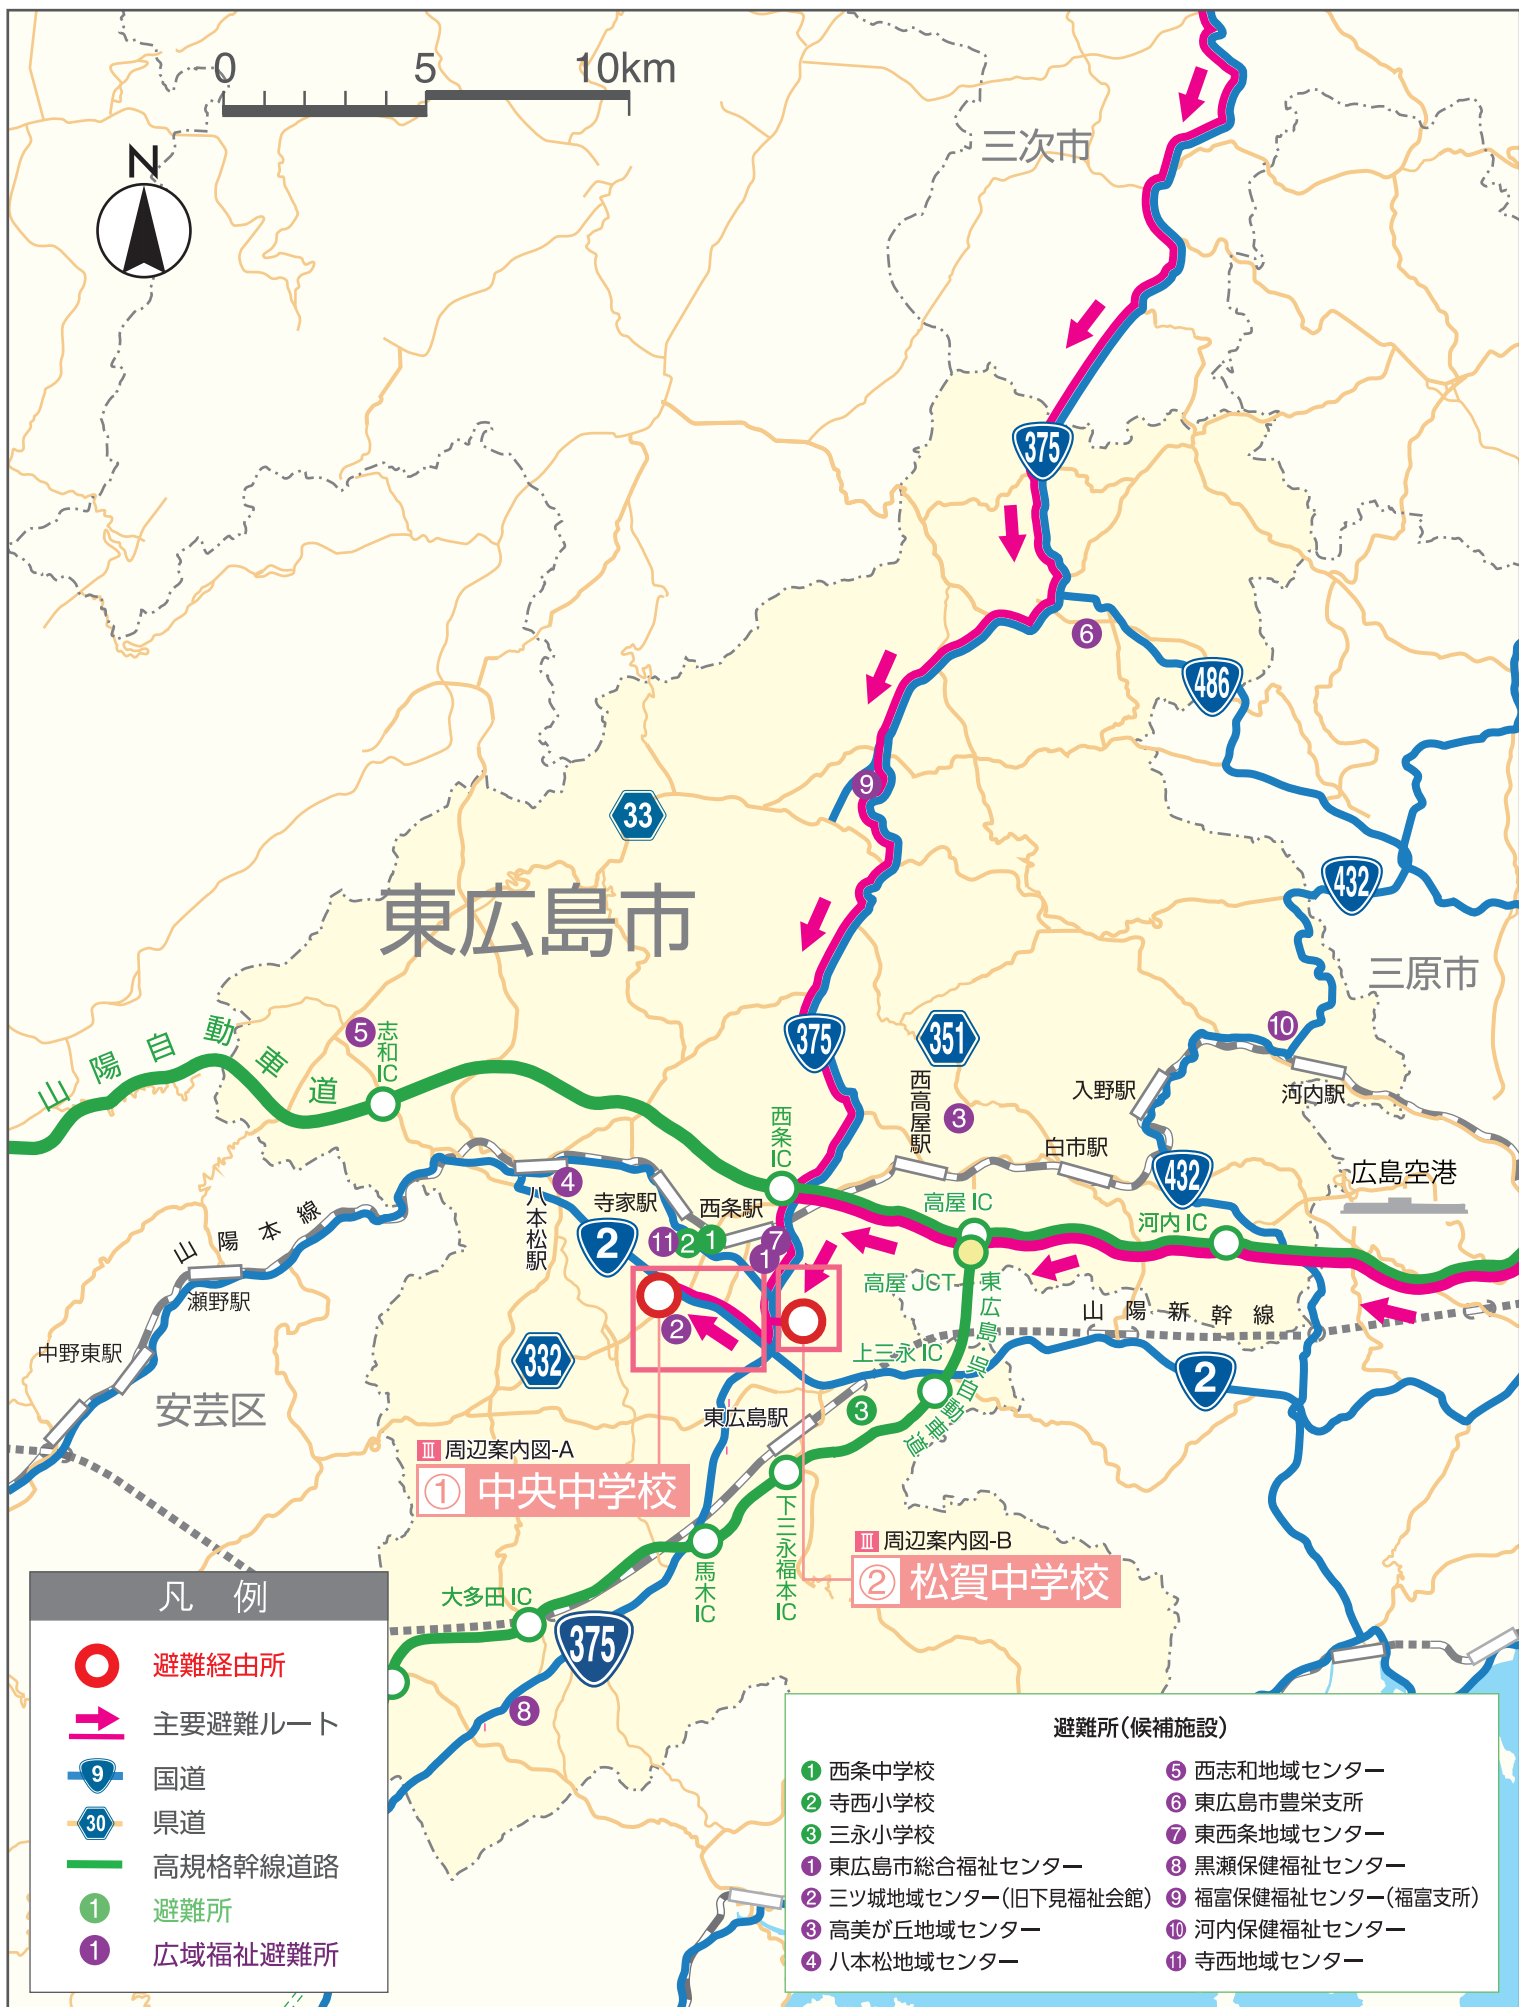 0 5 10km
N
三次市
375
6
486
9
33
432
東広島市
三原市
10
5
志和IC
山陽自動車道
375
351
西高屋駅
3
入野駅
河内駅
白市駅
432
広島空港
西条IC
高屋IC
河内IC
4
八本松駅
寺家駅
西条駅
山陽本線
2
11
2
1
7
1
高屋JCT
東広島・呉自動車道
山陽新幹線
瀬野駅
中野東駅
2
332
上三永IC
2
安芸区
東広島駅
3
Ⅲ 周辺案内図-A
① 中央中学校
下三永福本IC
Ⅲ 周辺案内図-B
② 松賀中学校
馬木IC
大多田IC
375
8
凡例
避難経由所
主要避難ルート
9 国道
30 県道
高規格幹線道路
1 避難所
1 広域福祉避難所
避難所(候補施設)
1 西条中学校
2 寺西小学校
3 三永小学校
1 東広島市総合福祉センター
2 三ツ城地域センター(旧下見福祉会館)
3 高美が丘地域センター
4 八本松地域センター
5 西志和地域センター
6 東広島市豊栄支所
7 東西条地域センター
8 黒瀬保健福祉センター
9 福富保健福祉センター(福富支所)
10 河内保健福祉センター
11 寺西地域センター